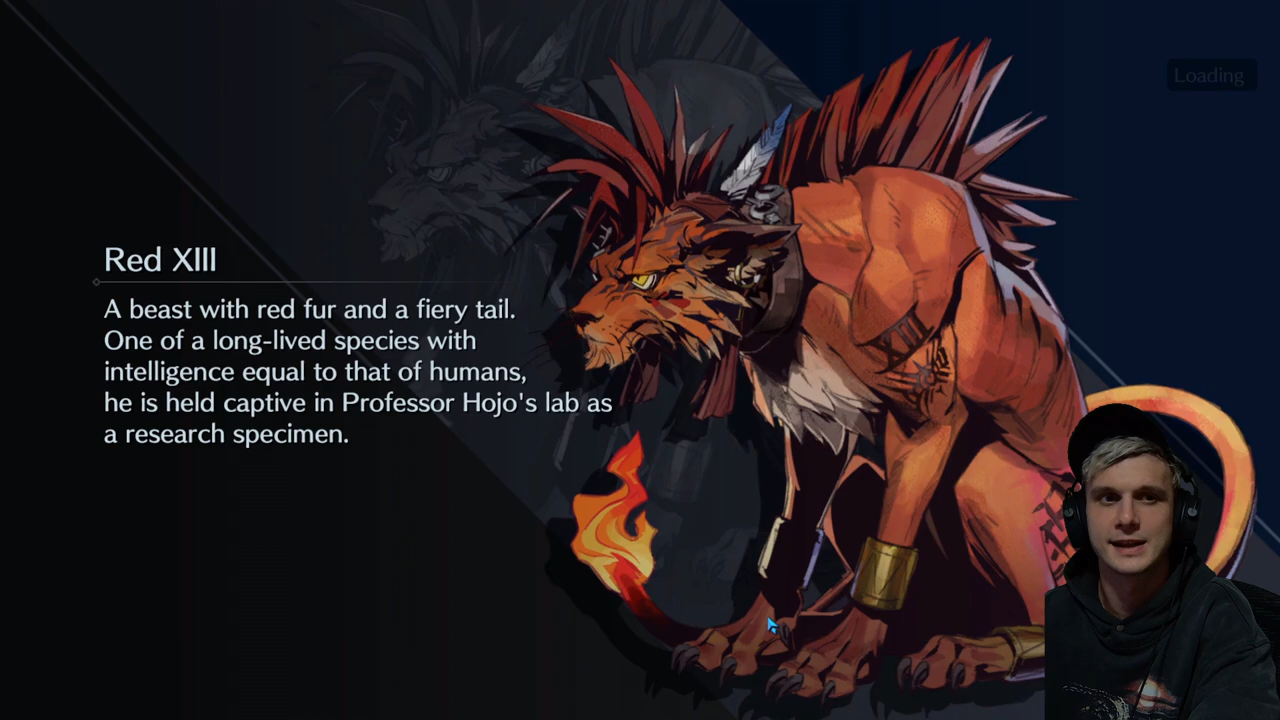 Loading
Red XIII
A beast with red fur and a fiery tail.
One of a long-lived species with
intelligence equal to that of humans,
he is held captive in Professor Hojo's lab as
a research specimen.
XIII